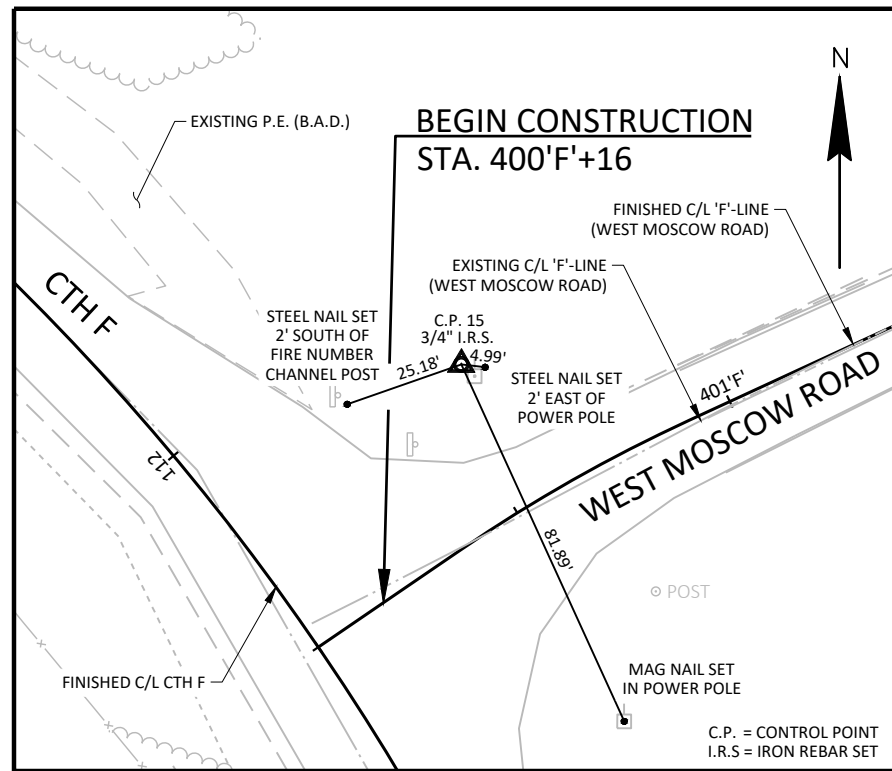 N
EXISTING P.E. (B.A.D.)
BEGIN CONSTRUCTION
STA. 400'F'+16
FINISHED C/L 'F'-LINE
(WEST MOSCOW ROAD)
EXISTING C/L 'F'-LINE
(WEST MOSCOW ROAD)
CTH F
STEEL NAIL SET
2' SOUTH OF
FIRE NUMBER
CHANNEL POST
C.P. 15
3/4" I.R.S.
4.99'
25.18'
STEEL NAIL SET
2' EAST OF
POWER POLE
401'F'
WEST MOSCOW ROAD
112
81.89'
POST
FINISHED C/L CTH F
MAG NAIL SET
IN POWER POLE
C.P. = CONTROL POINT
I.R.S = IRON REBAR SET